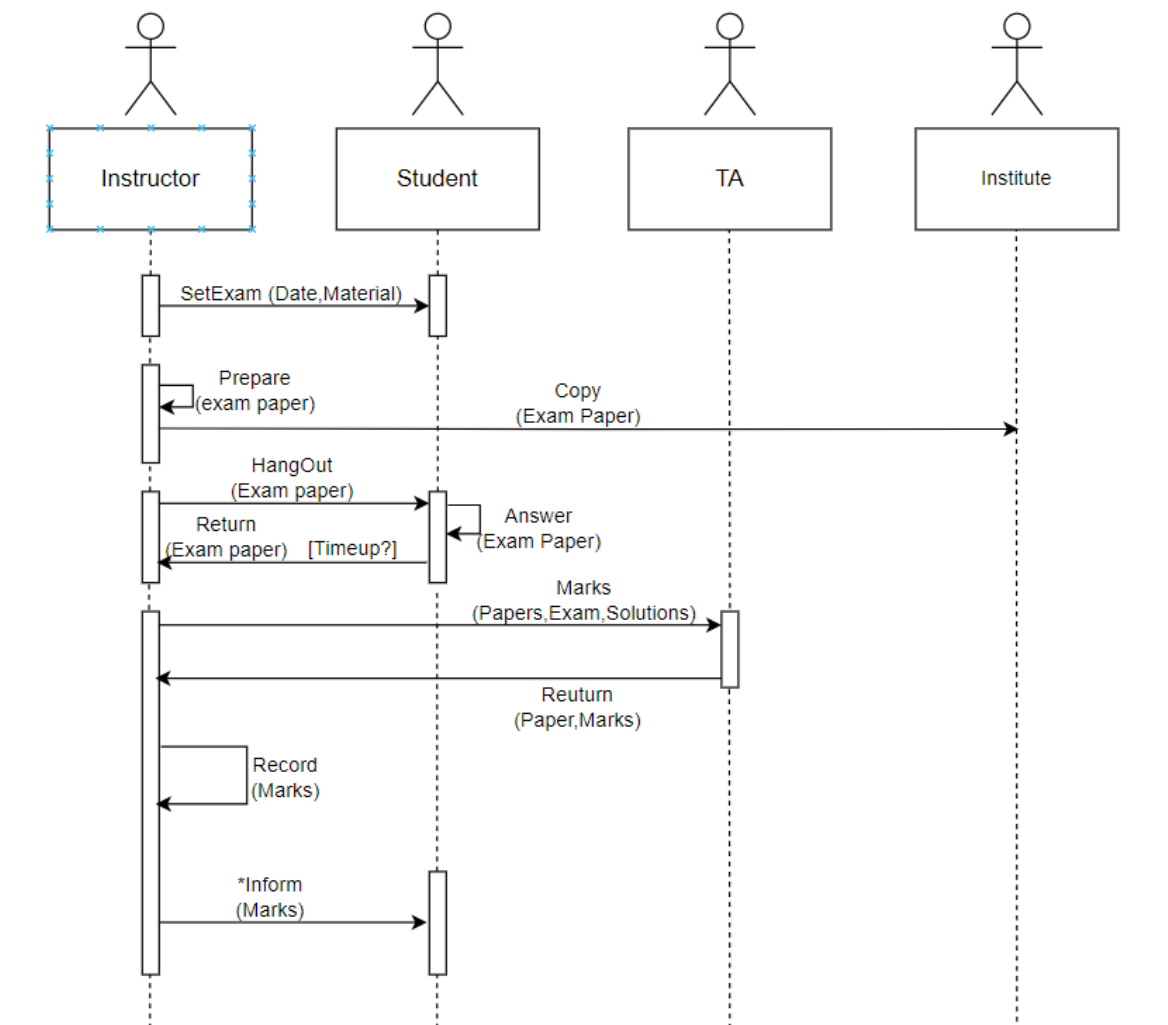 Instructor
Student
TA
Institute
SetExam (Date,Material)
Prepare
(exam paper)
Copy
(Exam Paper)
HangOut
(Exam paper)
Answer
(Exam Paper)
Return
(Exam paper) [Timeup?]
Marks
(Papers,Exam,Solutions)
Reuturn
(Paper,Marks)
Record
(Marks)
*Inform
(Marks)